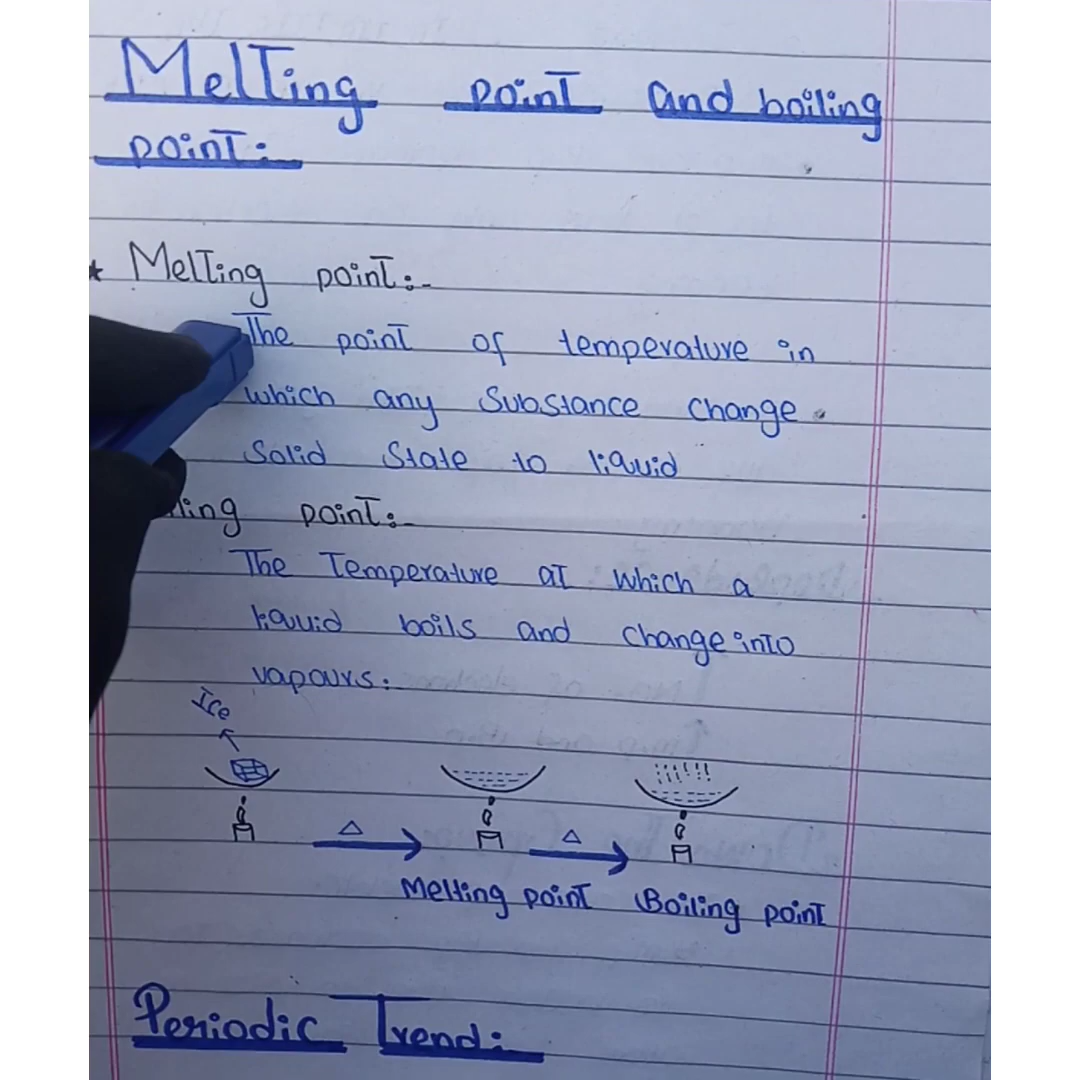 Melting point and boiling
point:
* Melting point:-
The point of temperature in
which any Substance change
Solid State to liquid
ling point:-
The Temperature at which a
liquid boils and change into
vapours:
Ice
Δ Δ
Melting point Boiling point
Periodic Trend: